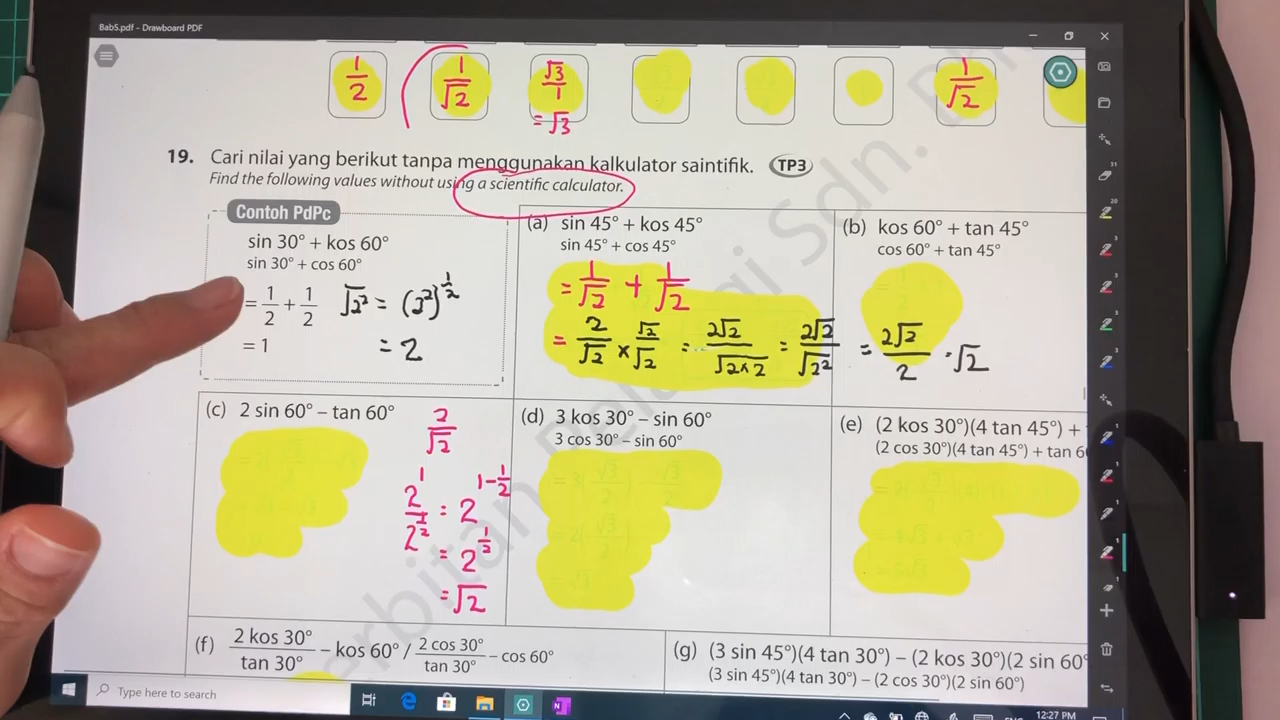 Bab5.pdf - Drawboard PDF
1/2
1/√2
√3/1
= √3
1/√2
19. Cari nilai yang berikut tanpa menggunakan kalkulator saintifik. TP3
Find the following values without using a scientific calculator.
Contoh PdPc
sin 30° + kos 60°
sin 30° + cos 60°
= 1/2 + 1/2
= 1
√2² = (2²)^1/2
= 2
(a) sin 45° + kos 45°
sin 45° + cos 45°
= 1/√2 + 1/√2
= 2/√2 × √2/√2 = 2√2/√2×2 = 2√2/√2² = 2√2/2 · √2
(b) kos 60° + tan 45°
cos 60° + tan 45°
(c) 2 sin 60° – tan 60°
2/√2
2^1/2^1/2 = 2^1-1/2
= 2^1/2
= √2
(d) 3 kos 30° – sin 60°
3 cos 30° – sin 60°
(e) (2 kos 30°)(4 tan 45°) +
(2 cos 30°)(4 tan 45°) + tan 6
(f) 2 kos 30°/tan 30° – kos 60° / 2 cos 30°/tan 30° – cos 60°
(g) (3 sin 45°)(4 tan 30°) – (2 kos 30°)(2 sin 60°
(3 sin 45°)(4 tan 30°) – (2 cos 30°)(2 sin 60°)
Type here to search
12:27 PM